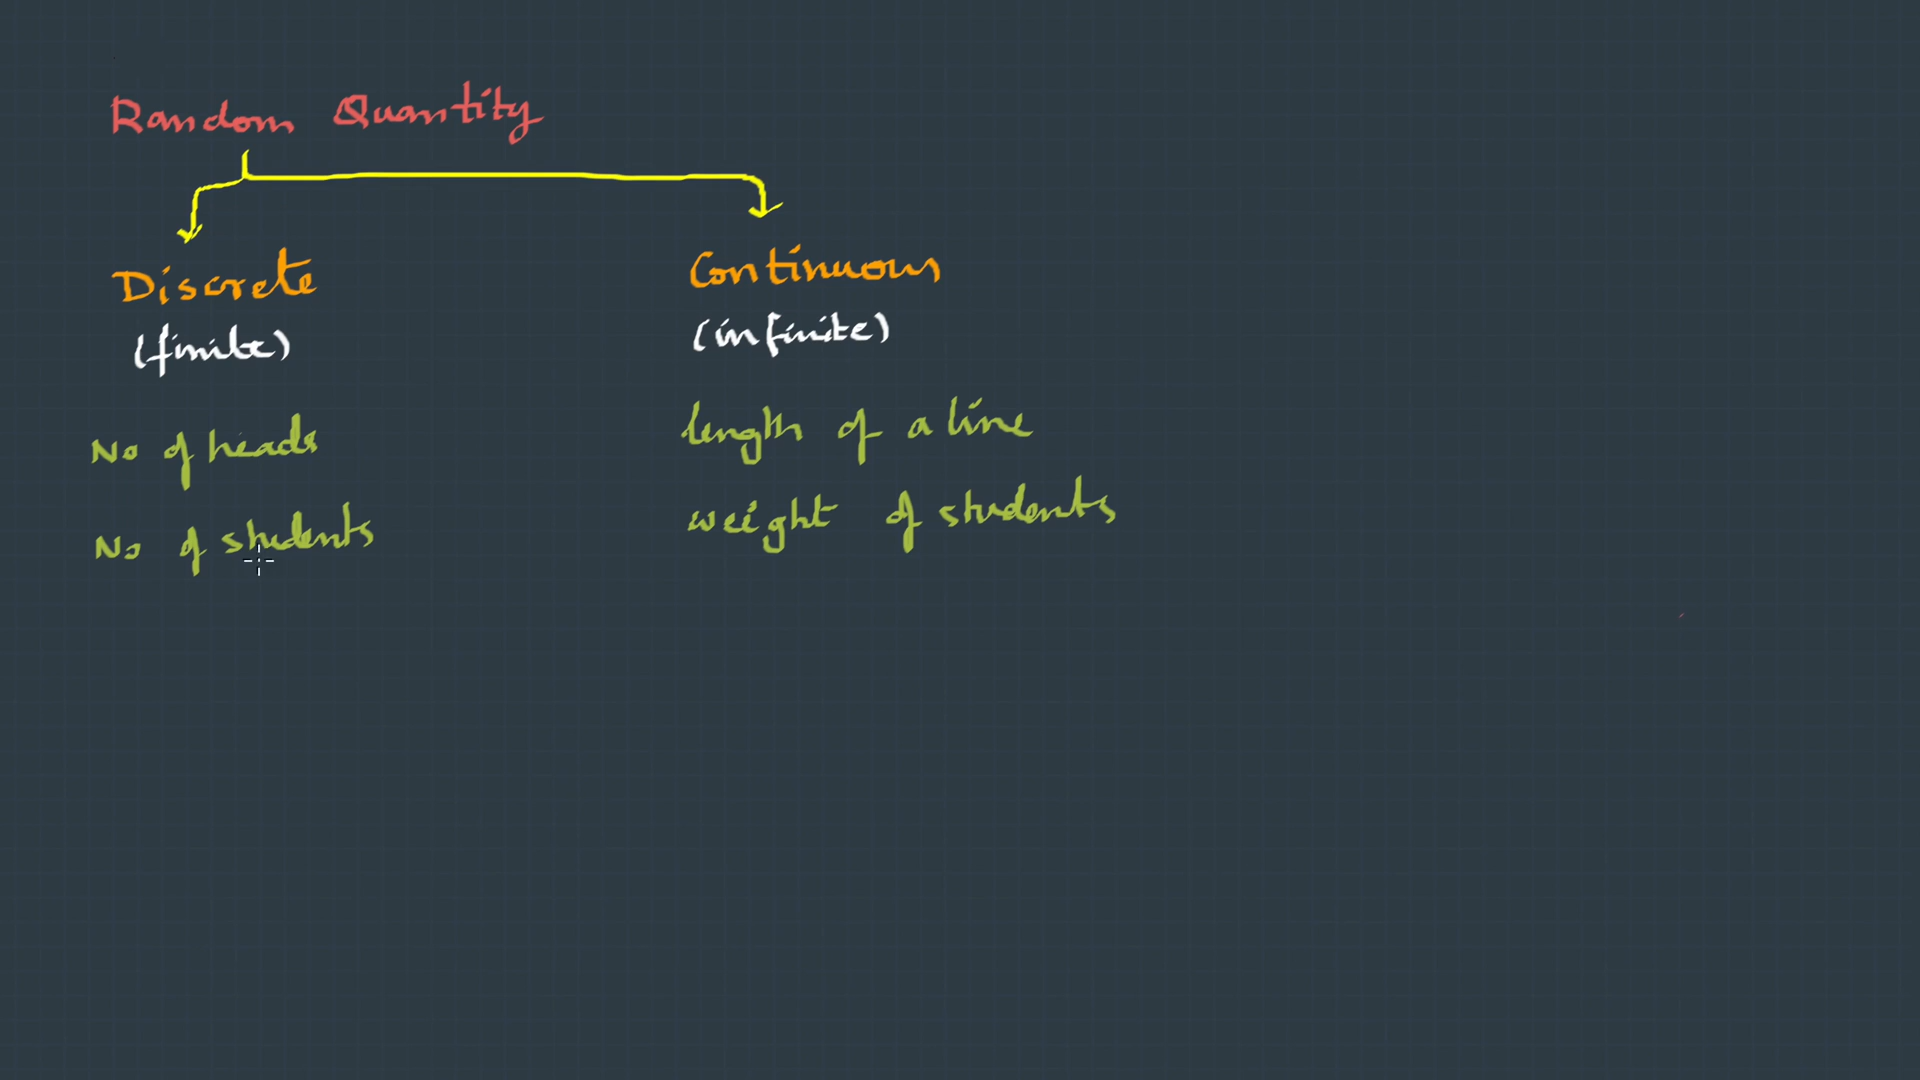 Random Quantity
Discrete
(finite)
No of heads
No of students
Continuous
(infinite)
length of a line
weight of students